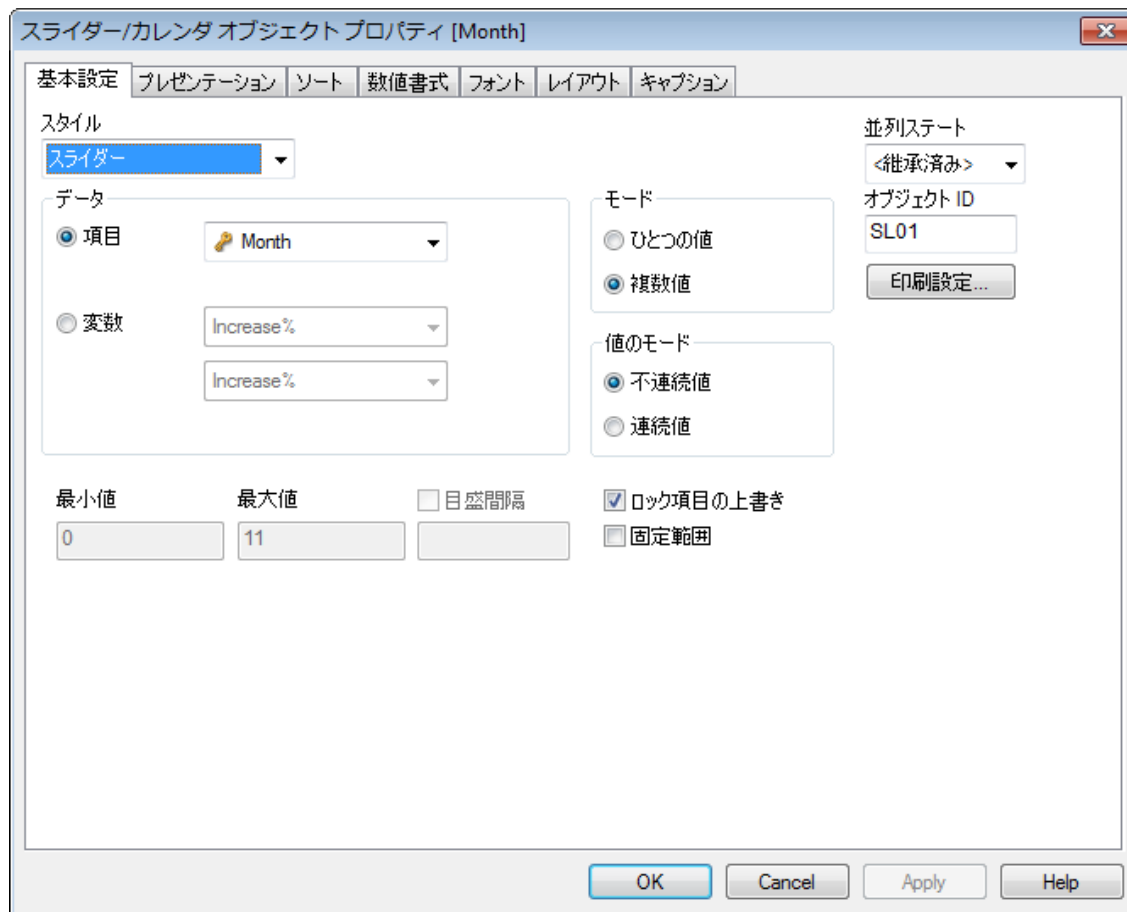 スライダー/カレンダ オブジェクト プロパティ [Month]
基本設定 プレゼンテーション ソート 数値書式 フォント レイアウト キャプション
スタイル
スライダー
並列ステート
<継承済み>
データ
項目
Month
変数
Increase%
Increase%
モード
ひとつの値
複数値
オブジェクト ID
SL01
印刷設定...
値のモード
不連続値
連続値
最小値 最大値 目盛間隔
0 11
ロック項目の上書き
固定範囲
OK Cancel Apply Help